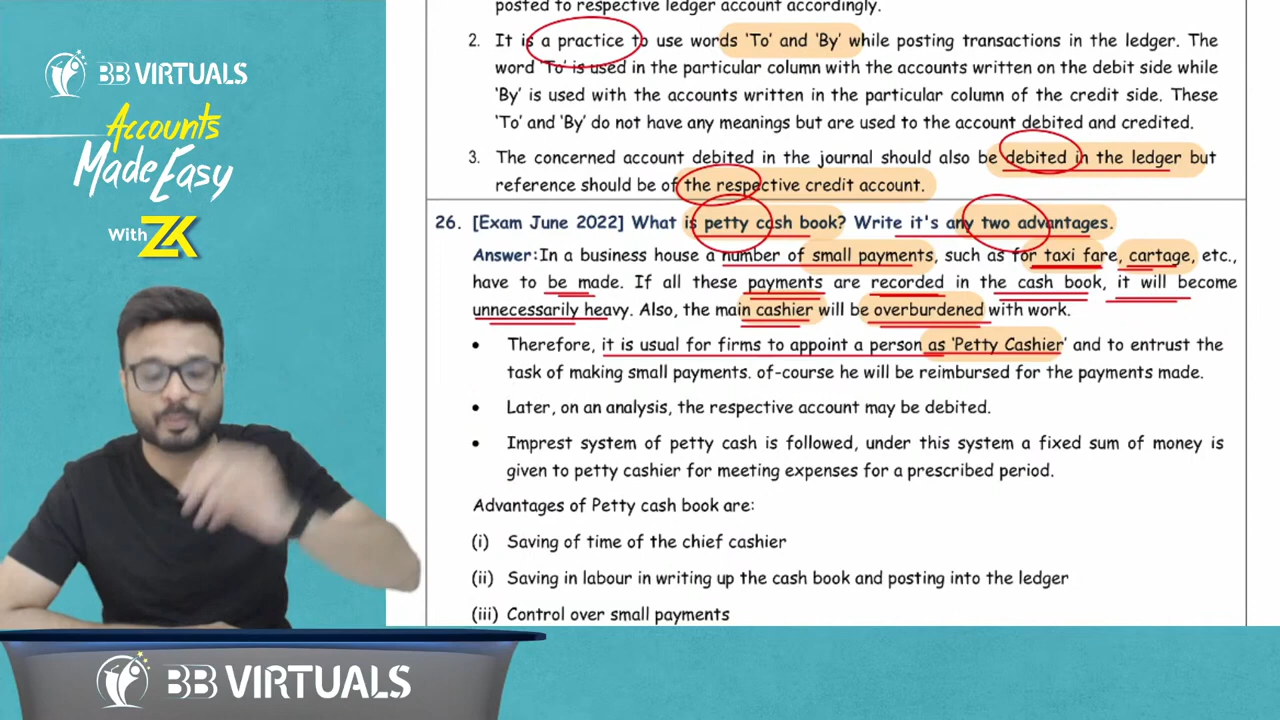 BB VIRTUALS
Accounts
Made Easy
With ZK
posted to respective ledger account accordingly.
2. It is a practice to use words ‘To’ and ‘By’ while posting transactions in the ledger. The
word ‘To’ is used in the particular column with the accounts written on the debit side while
‘By’ is used with the accounts written in the particular column of the credit side. These
‘To’ and ‘By’ do not have any meanings but are used to the account debited and credited.
3. The concerned account debited in the journal should also be debited in the ledger but
reference should be of the respective credit account.
26. [Exam June 2022] What is petty cash book? Write it's any two advantages.
Answer:In a business house a number of small payments, such as for taxi fare, cartage, etc.,
have to be made. If all these payments are recorded in the cash book, it will become
unnecessarily heavy. Also, the main cashier will be overburdened with work.
• Therefore, it is usual for firms to appoint a person as ‘Petty Cashier’ and to entrust the
task of making small payments. of-course he will be reimbursed for the payments made.
• Later, on an analysis, the respective account may be debited.
• Imprest system of petty cash is followed, under this system a fixed sum of money is
given to petty cashier for meeting expenses for a prescribed period.
Advantages of Petty cash book are:
(i) Saving of time of the chief cashier
(ii) Saving in labour in writing up the cash book and posting into the ledger
(iii) Control over small payments
BB VIRTUALS